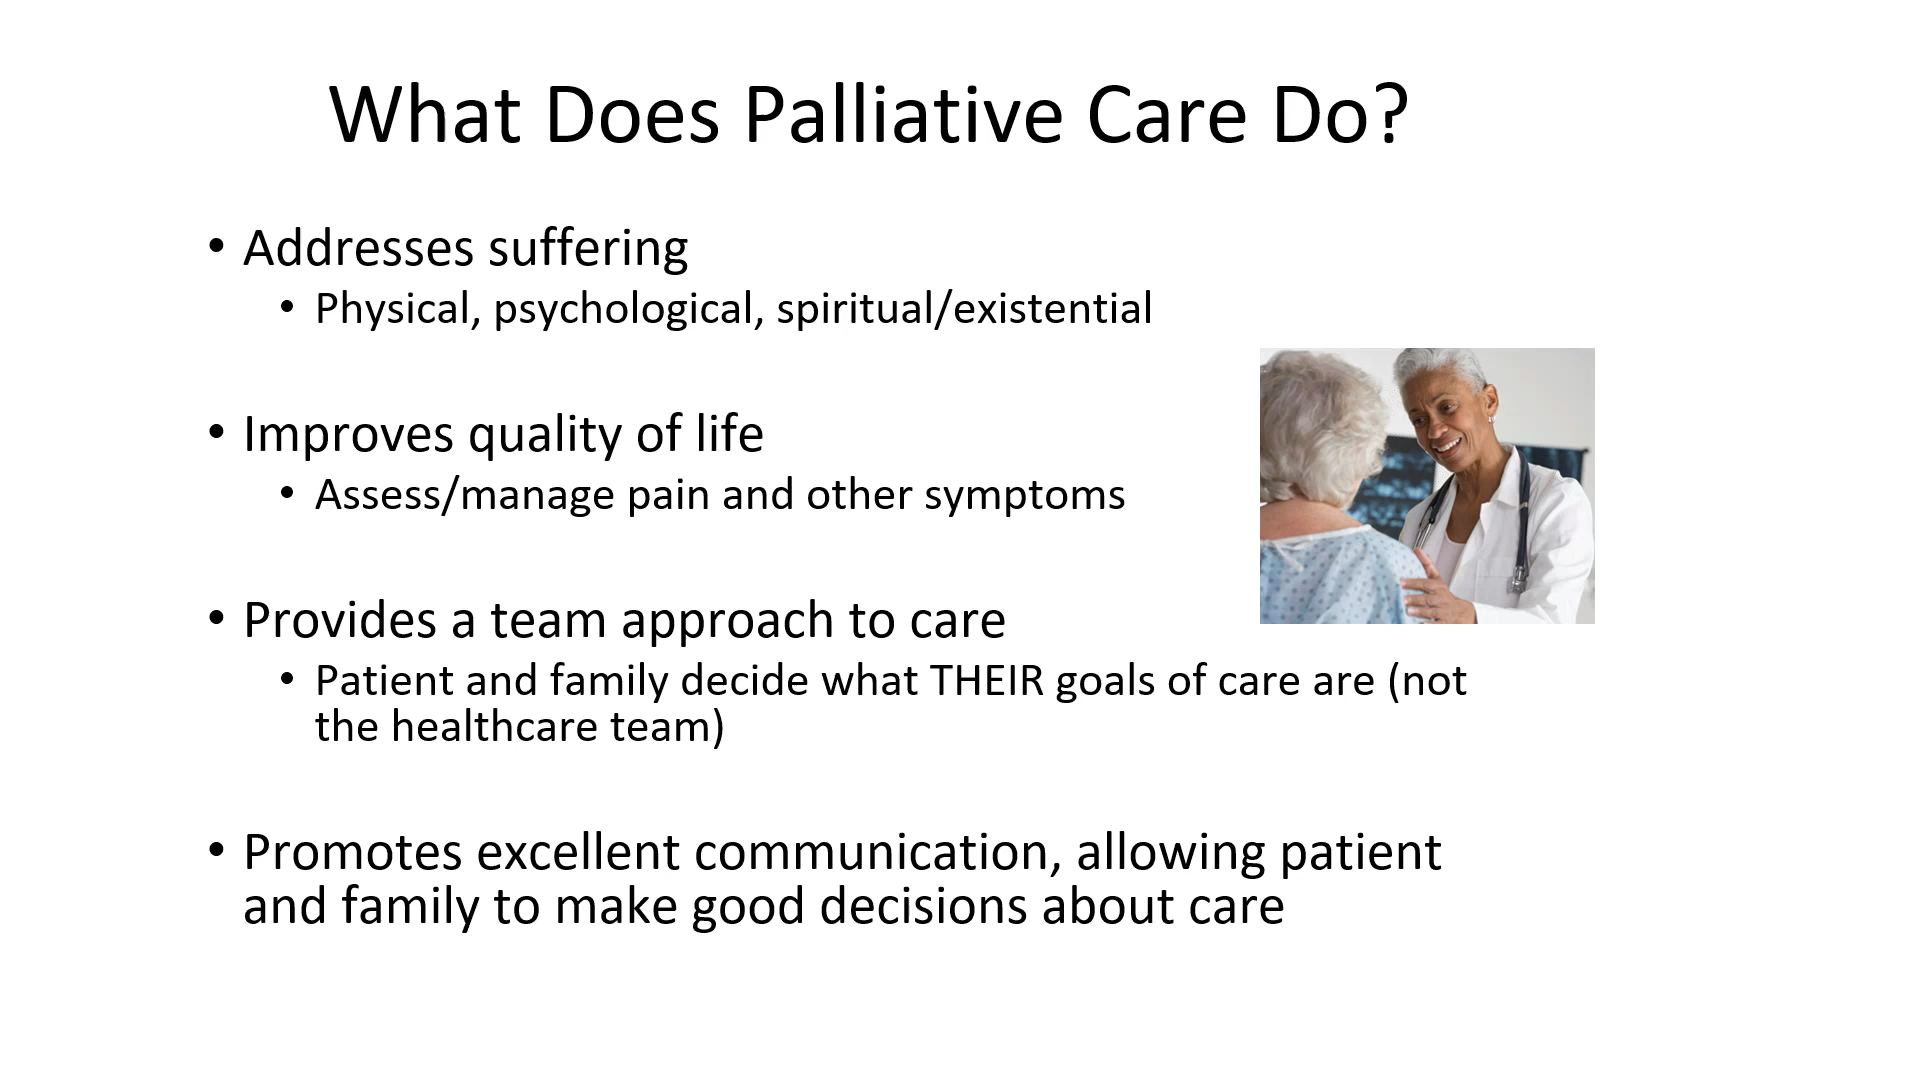 What Does Palliative Care Do?
• Addresses suffering
• Physical, psychological, spiritual/existential
• Improves quality of life
• Assess/manage pain and other symptoms
• Provides a team approach to care
• Patient and family decide what THEIR goals of care are (not
the healthcare team)
• Promotes excellent communication, allowing patient
and family to make good decisions about care